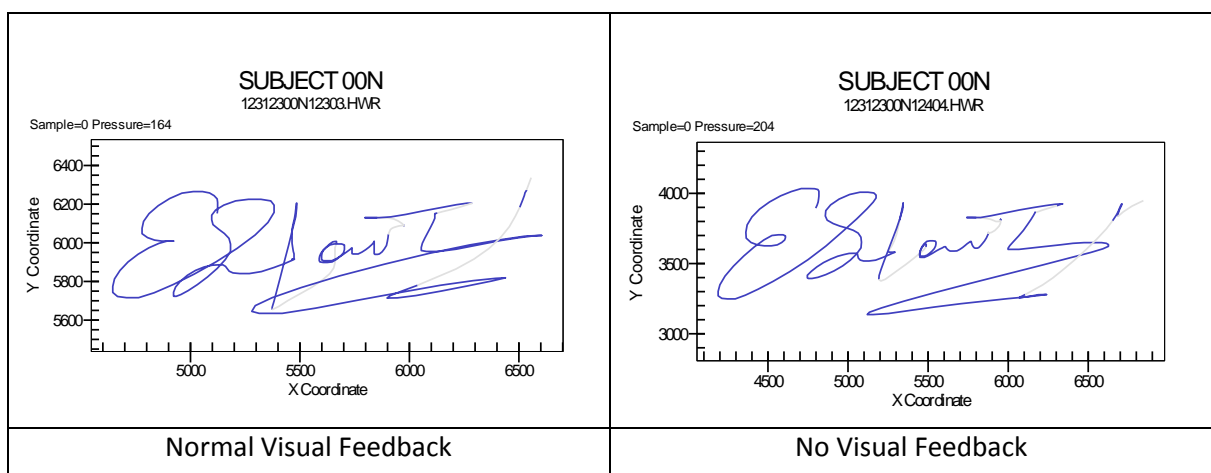 SUBJECT 00N
12312300N12303.HWR
Sample=0 Pressure=164
Y Coordinate
6400
6200
6000
5800
5600
5000 5500 6000 6500
X Coordinate
Normal Visual Feedback
SUBJECT 00N
12312300N12404.HWR
Sample=0 Pressure=204
Y Coordinate
4000
3500
3000
4500 5000 5500 6000 6500
X Coordinate
No Visual Feedback